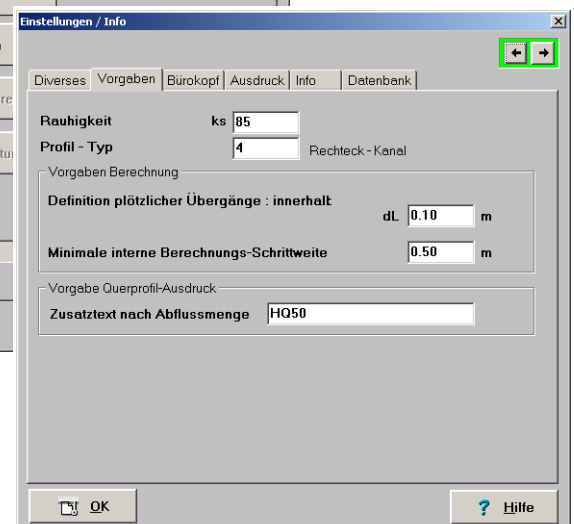 Einstellungen / Info
Diverses Vorgaben Bürokopf Ausdruck Info Datenbank
Rauhigkeit ks 85
Profil - Typ 4 Rechteck - Kanal
Vorgaben Berechnung
Definition plötzlicher Übergänge : innerhalb
dL 0.10 m
Minimale interne Berechnungs-Schrittweite 0.50 m
Vorgabe Querprofil-Ausdruck
Zusatztext nach Abflussmenge HQ50
OK ? Hilfe